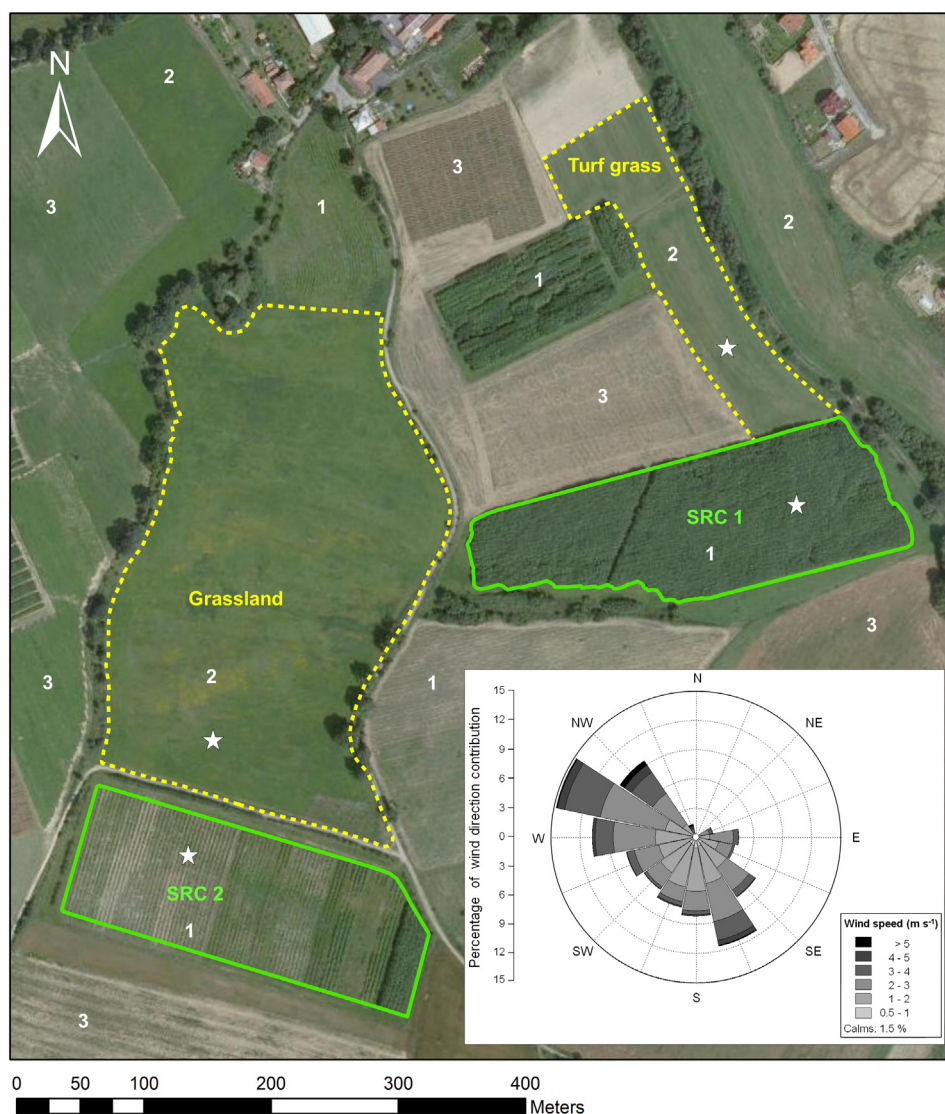 N
2
3
1
3
Turf grass
2
2
1
3
SRC 1
1
Grassland
2
3
1
3
SRC 2
1
3
N
NE
E
SE
S
SW
W
NW
15
12
9
6
3
0
3
6
9
12
15
Percentage of wind direction contribution
Wind speed (m s⁻¹)
> 5
4 - 5
3 - 4
2 - 3
1 - 2
0.5 - 1
Calms: 1.5 %
0 50 100 200 300 400
Meters